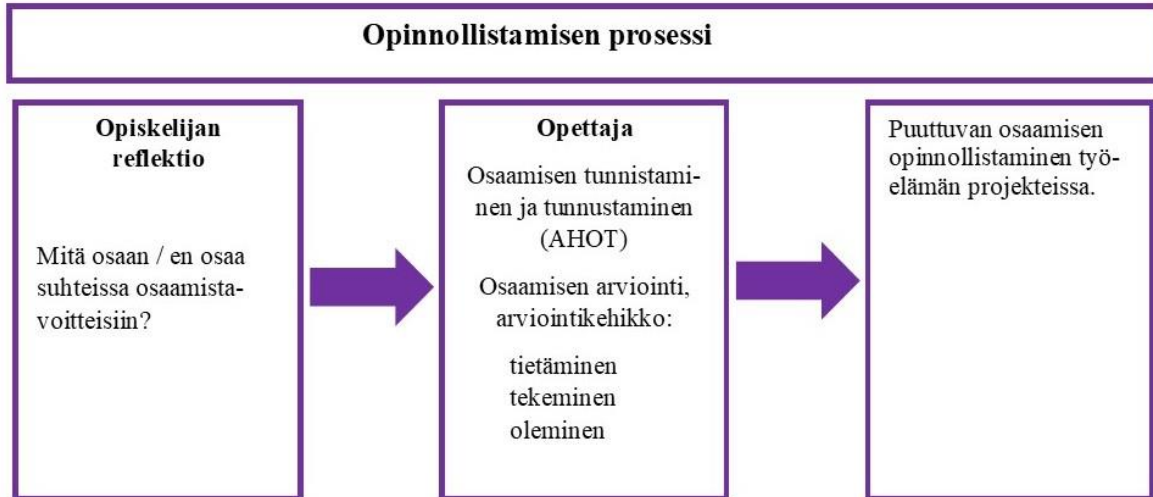 Opinnollistamisen prosessi
Opiskelijan
reflektio
Mitä osaan / en osaa
suhteissa osaamista-
voitteisiin?
Opettaja
Osaamisen tunnistami-
nen ja tunnustaminen
(AHOT)
Osaamisen arviointi,
arviointikehikko:
tietäminen
tekeminen
oleminen
Puuttuvan osaamisen
opinnollistaminen työ-
elämän projekteissa.